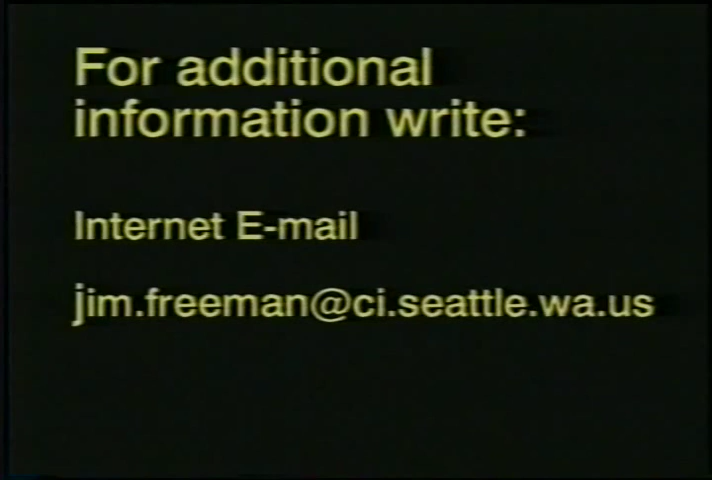 For additional
information write:
Internet E-mail
jim.freeman@ci.seattle.wa.us